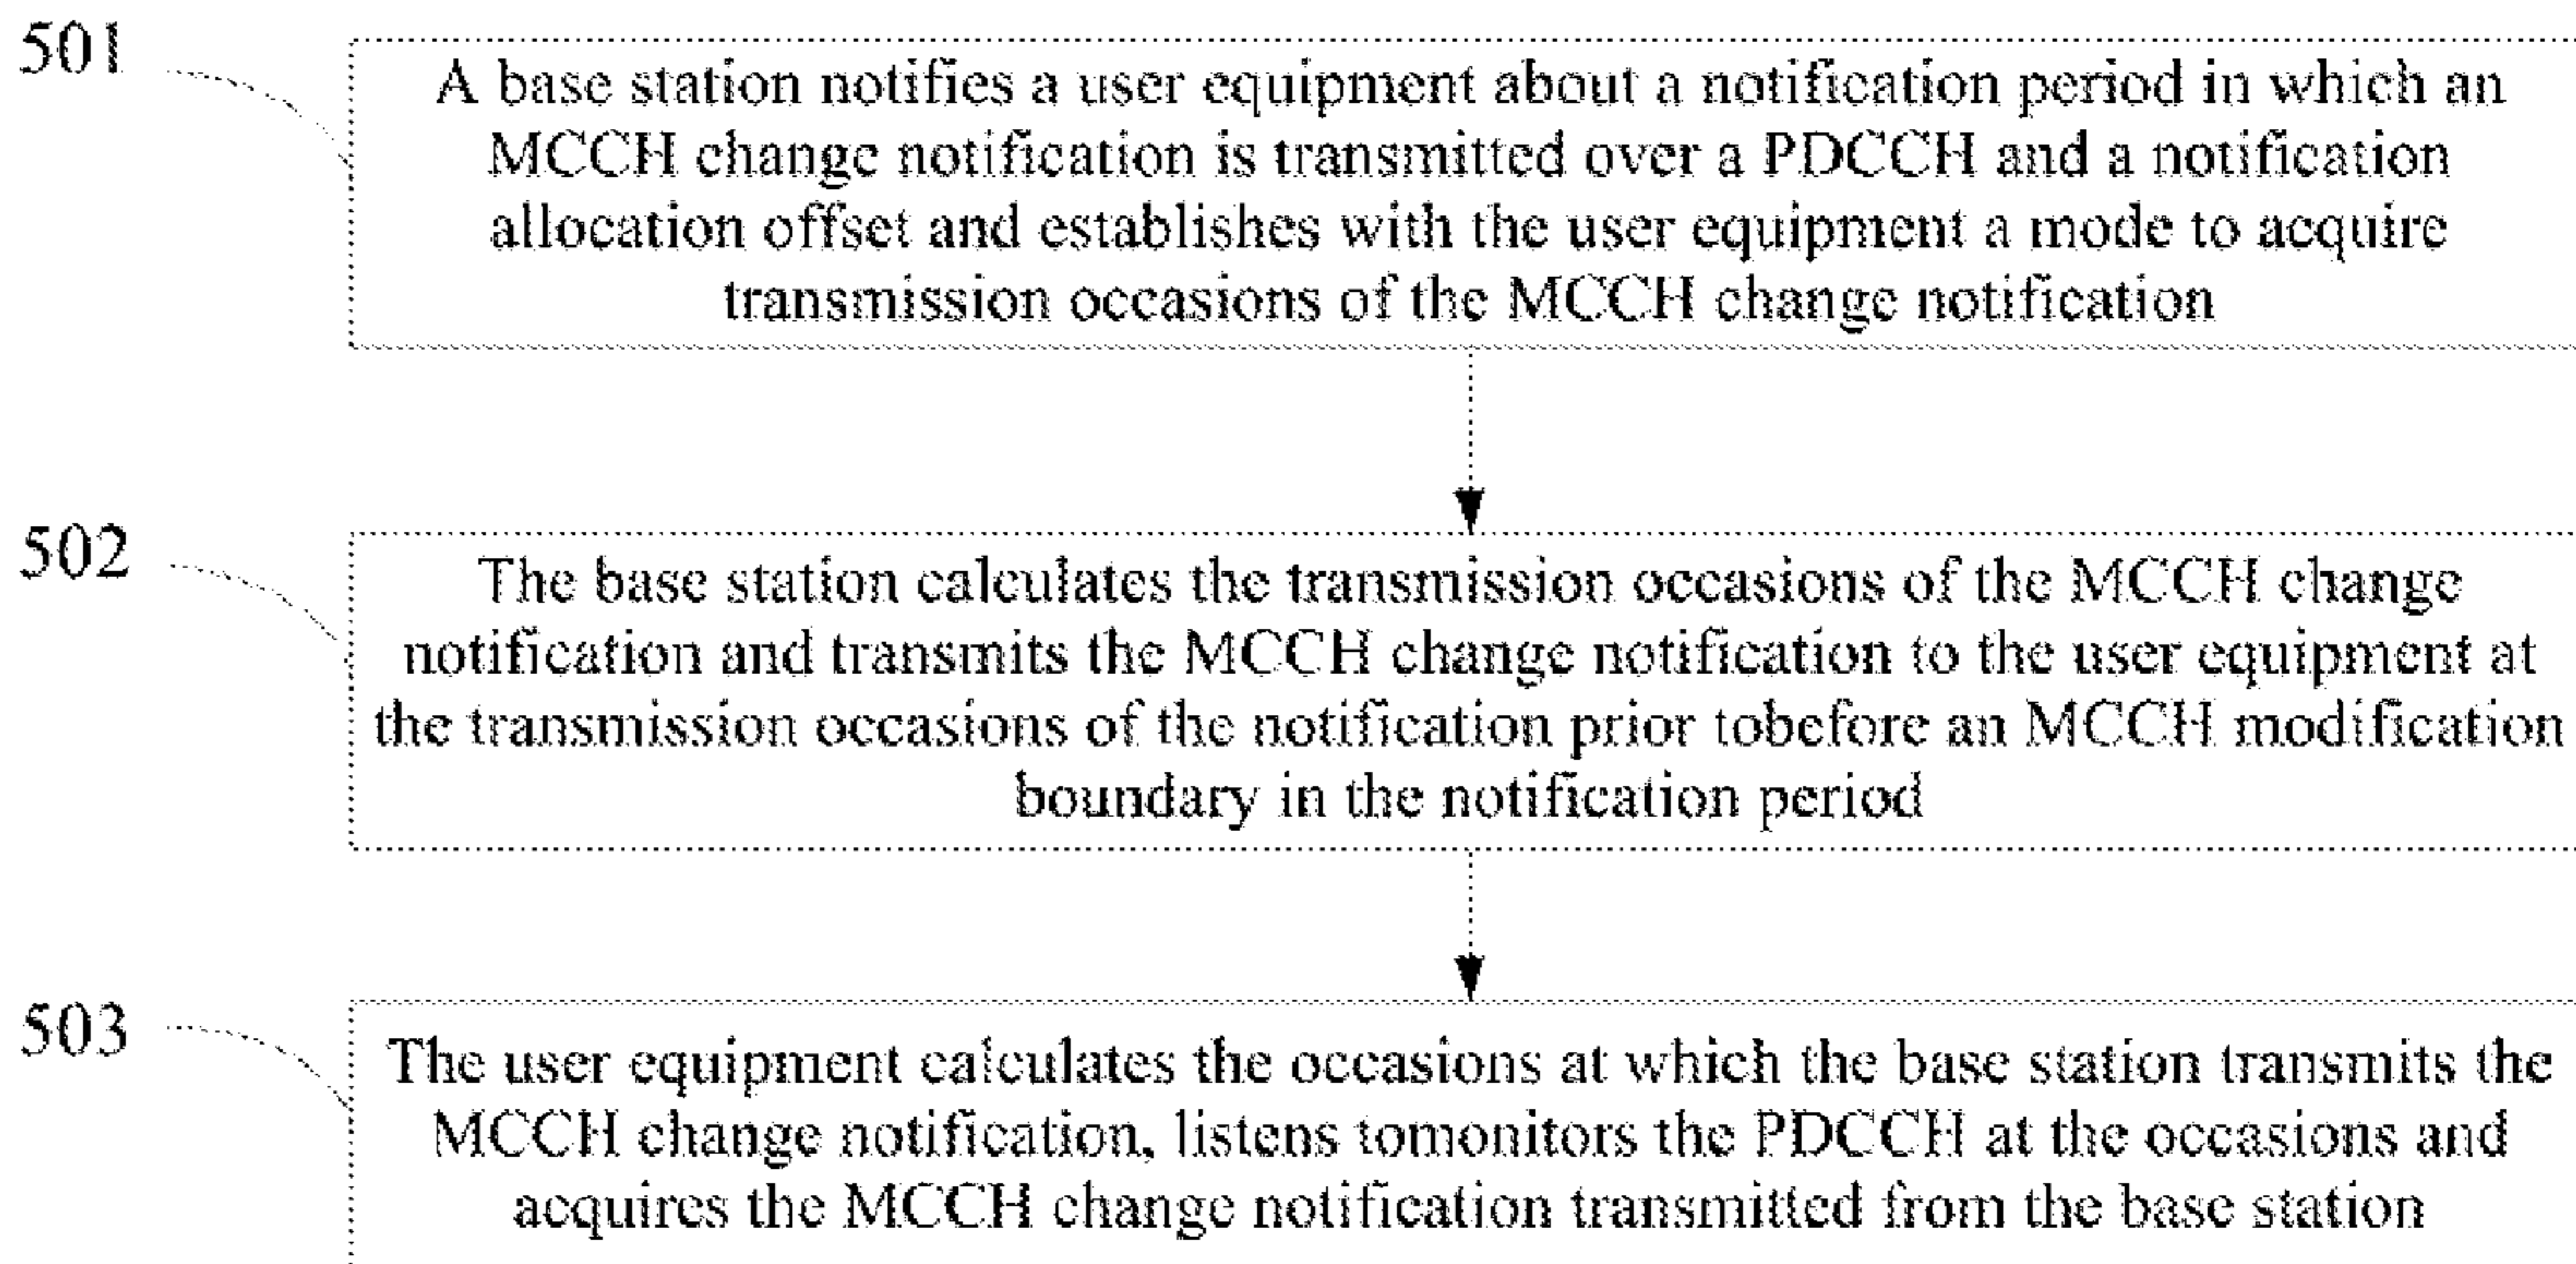 501
A base station notifies a user equipment about a notification period in which an
MCCH change notification is transmitted over a PDCCH and a notification
allocation offset and establishes with the user equipment a mode to acquire
transmission occasions of the MCCH change notification
502
The base station calculates the transmission occasions of the MCCH change
notification and transmits the MCCH change notification to the user equipment at
the transmission occasions of the notification prior tobefore an MCCH modification
boundary in the notification period
503
The user equipment calculates the occasions at which the base station transmits the
MCCH change notification, listens tomonitors the PDCCH at the occasions and
acquires the MCCH change notification transmitted from the base station